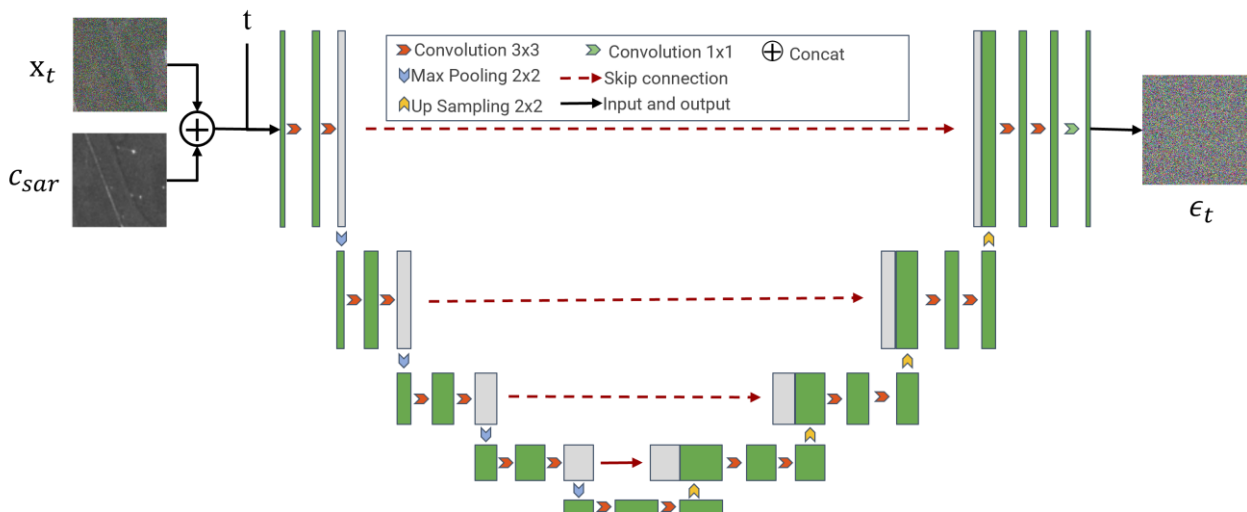 t
x_t
c_sar
Convolution 3x3
Convolution 1x1
Concat
Max Pooling 2x2
Skip connection
Up Sampling 2x2
Input and output
ϵ_t